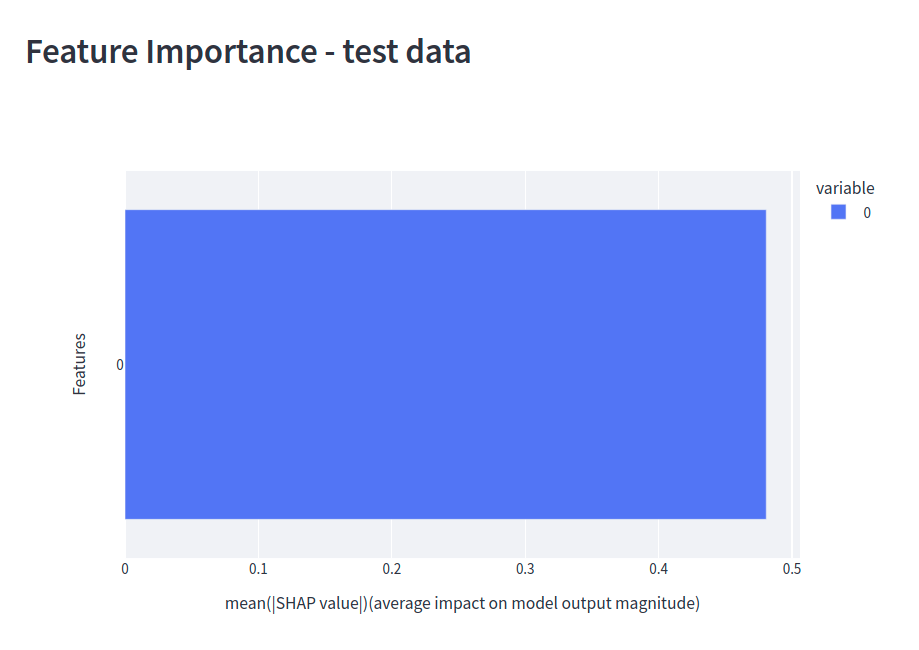 Feature Importance - test data
variable
0
Features
0
0
0.1
0.2
0.3
0.4
0.5
mean(|SHAP value|)(average impact on model output magnitude)